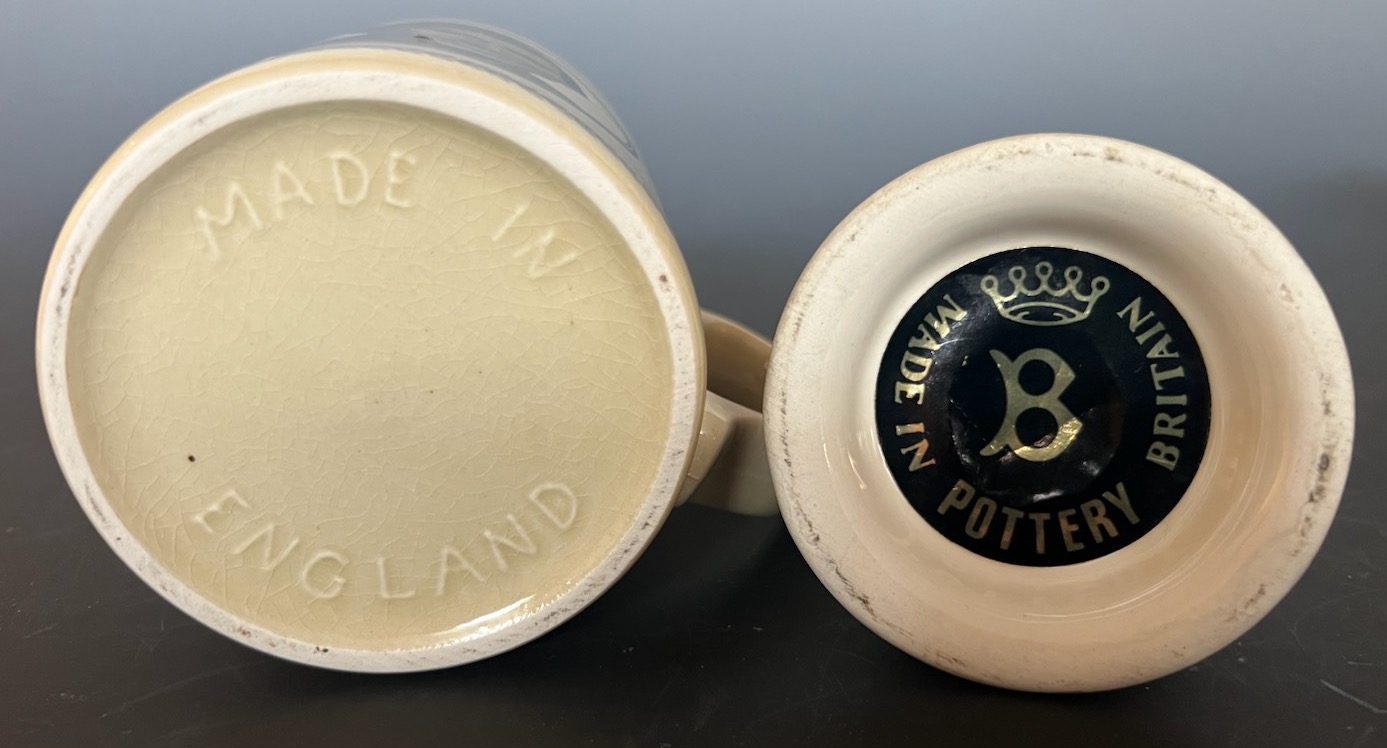 MADE IN
ENGLAND
MADE IN BRITAIN
B
POTTERY